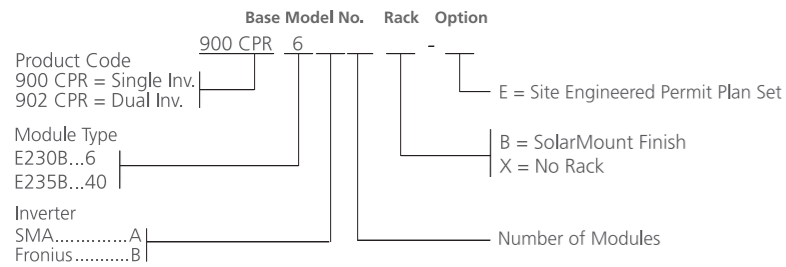 Base Model No. Rack Option
900 CPR 6 -
Product Code
900 CPR = Single Inv.
902 CPR = Dual Inv.
E = Site Engineered Permit Plan Set
Module Type
E230B...6
E235B...40
B = SolarMount Finish
X = No Rack
Inverter
SMA.............A
Fronius...........B
Number of Modules